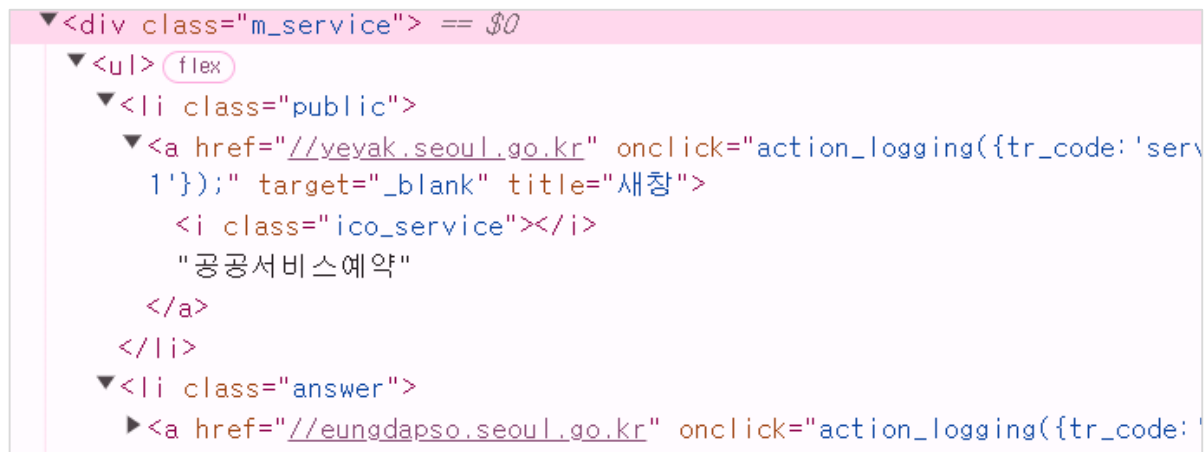 ▼<div class="m_service"> == $0
▼<ul> flex
▼<li class="public">
▼<a href="//yeyak.seoul.go.kr" onclick="action_logging({tr_code:'serv
1'});" target="_blank" title="새창">
<i class="ico_service"></i>
"공공서비스예약"
</a>
</li>
▼<li class="answer">
▶<a href="//eungdapso.seoul.go.kr" onclick="action_logging({tr_code:'